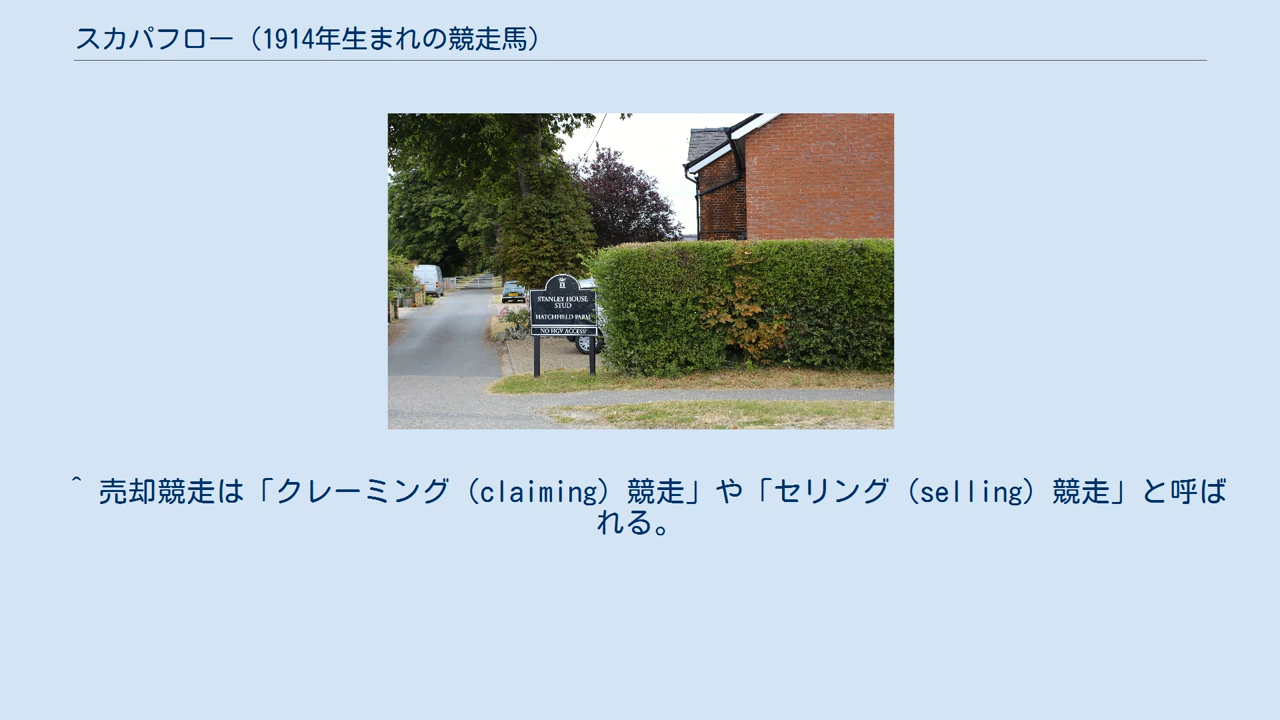 スカパフロー（1914年生まれの競走馬）
STANLEY HOUSE
STUD
HATCHFIELD FARM
NO HGV ACCESS
^ 売却競走は「クレーミング（claiming）競走」や「セリング（selling）競走」と呼ば
れる。